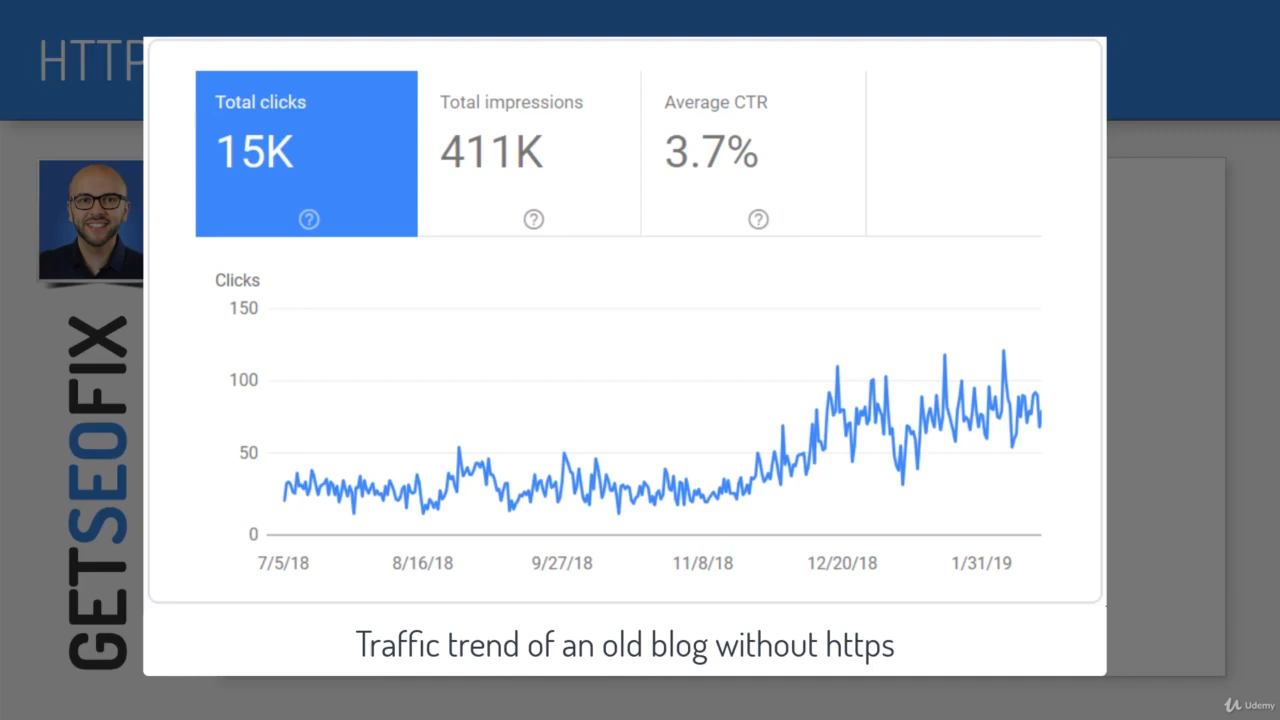 HTTP
Total clicks
15K
Total impressions
411K
Average CTR
3.7%
Clicks
150
100
50
0
7/5/18 8/16/18 9/27/18 11/8/18 12/20/18 1/31/19
Traffic trend of an old blog without https
GETSEOFIX
Udemy